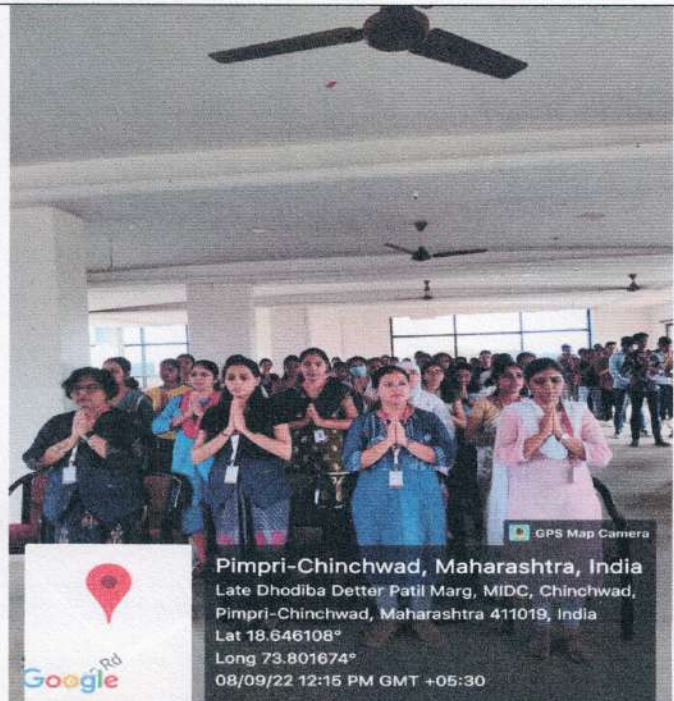 GPS Map Camera
Pimpri-Chinchwad, Maharashtra, India
Late Dhodiba Detter Patil Marg, MIDC, Chinchwad,
Pimpri-Chinchwad, Maharashtra 411019, India
Lat 18.646108°
Long 73.801674°
08/09/22 12:15 PM GMT +05:30
Rd
Google